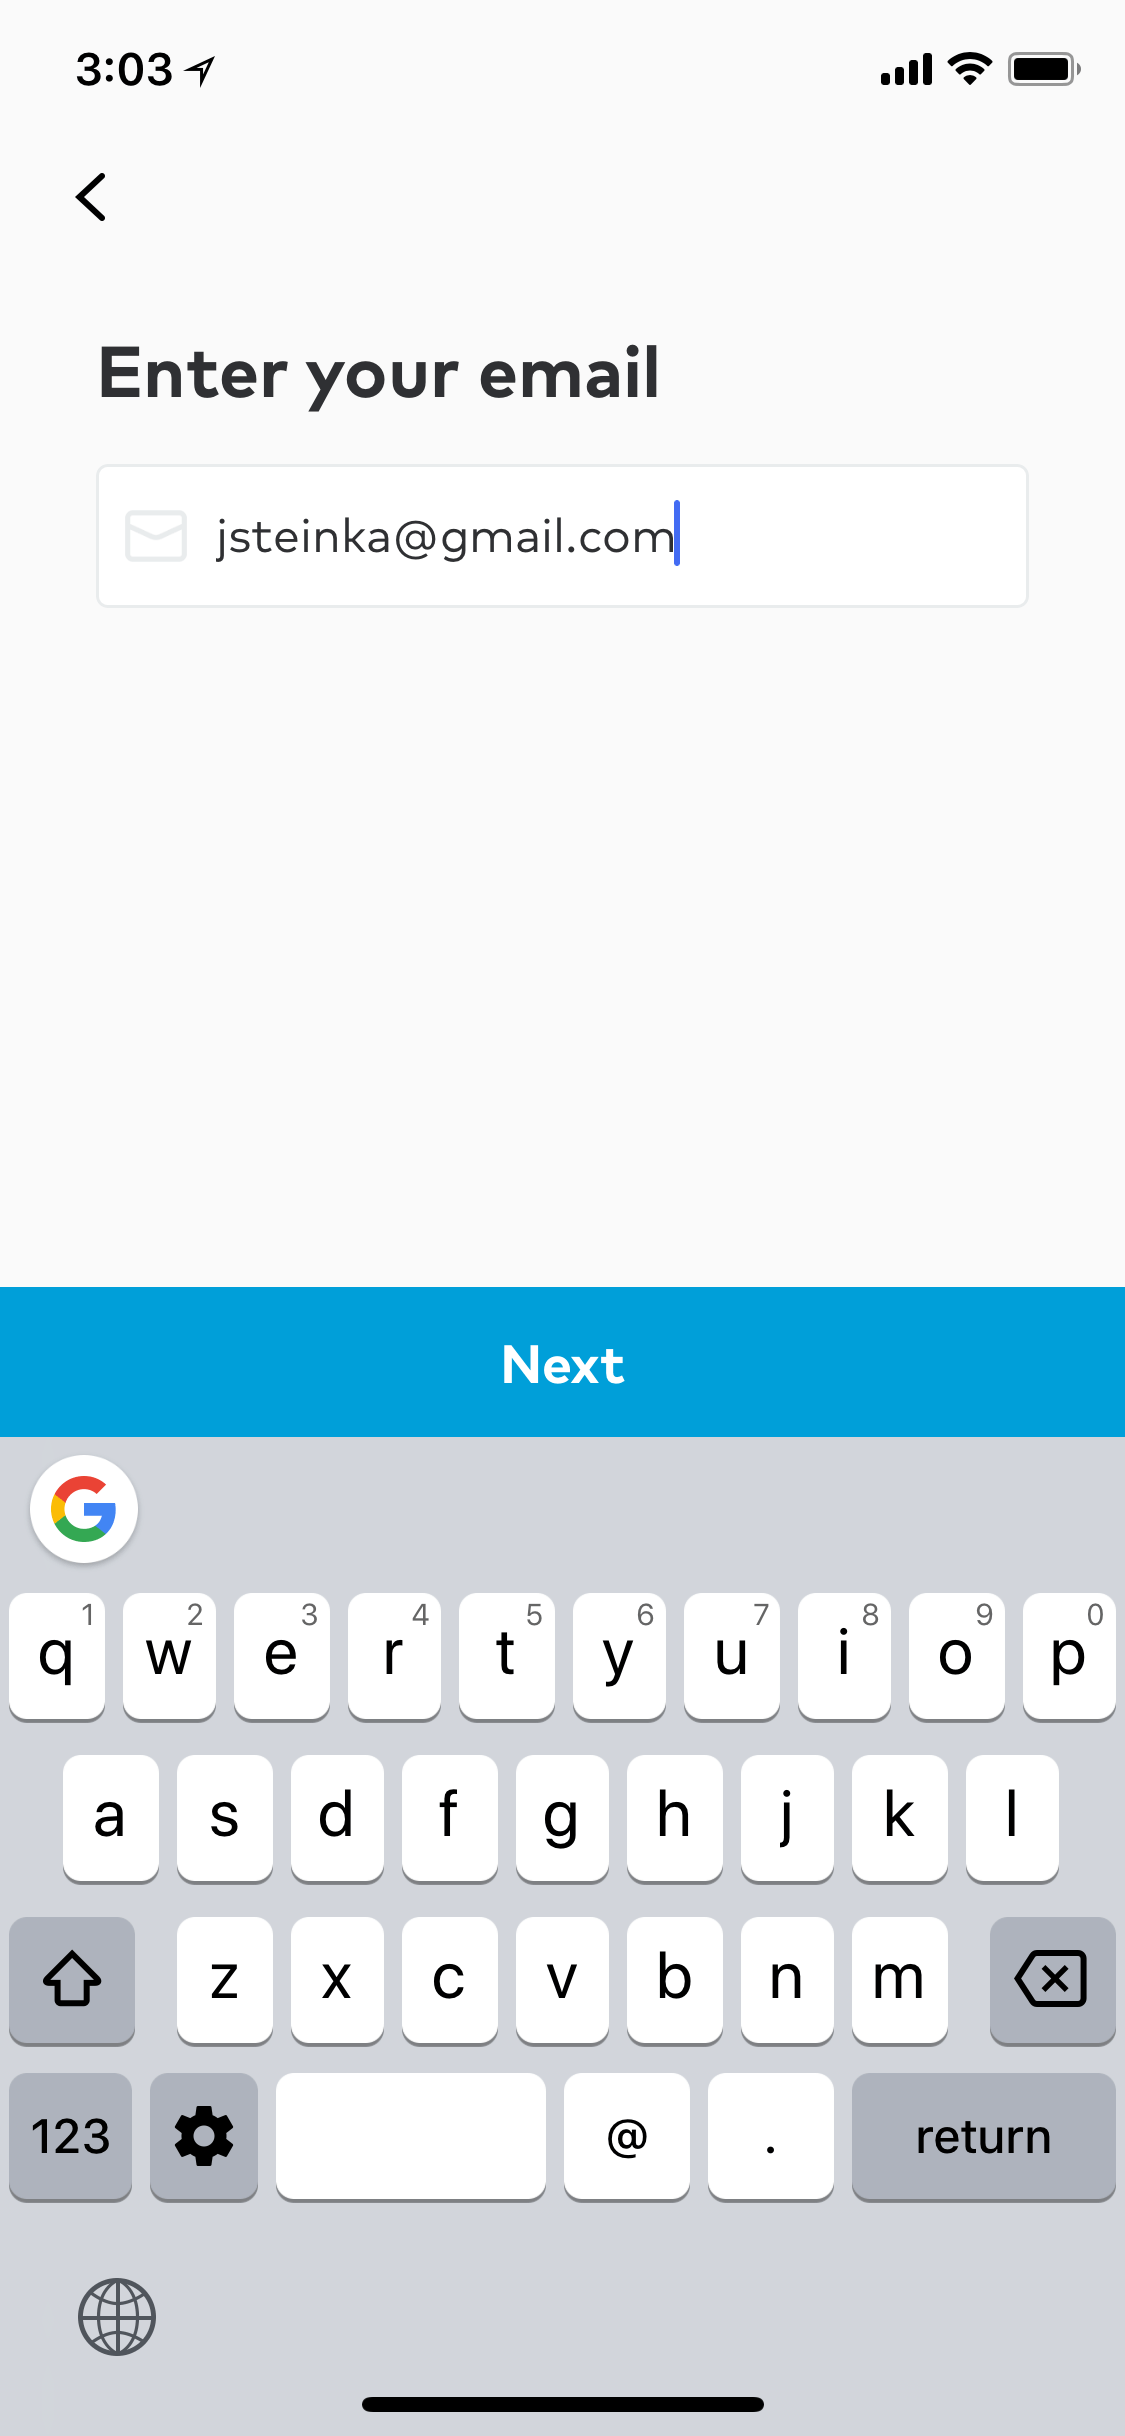 3:03
Enter your email
jsteinka@gmail.com
Next
G
q 1 w 2 e 3 r 4 t 5 y 6 u 7 i 8 o 9 p 0
a s d f g h j k l
z x c v b n m
123 @ . return